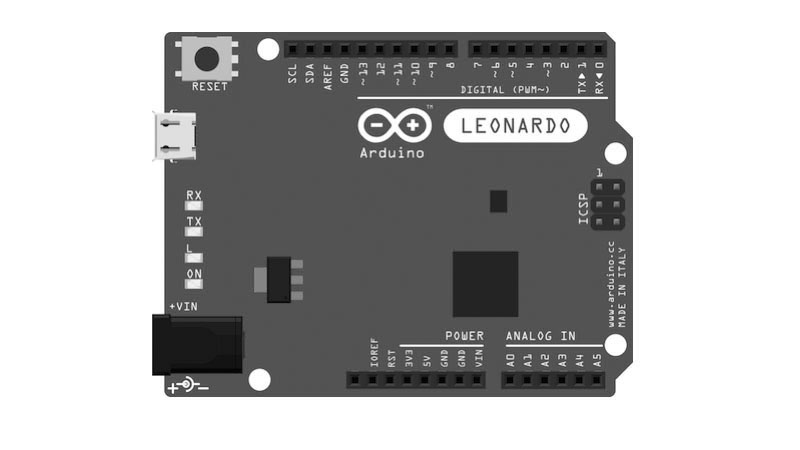 RESET
SCL SDA AREF GND ~13 12 ~11 ~10 ~9 8 7 ~6 ~5 4 ~3 2 TX▶1 RX◀0
DIGITAL (PWM~)
TM
LEONARDO
Arduino
1
ICSP
RX
TX
L
ON
+VIN
www.arduino.cc
MADE IN ITALY
POWER
ANALOG IN
IOREF RST 3V3 5V GND GND VIN A0 A1 A2 A3 A4 A5